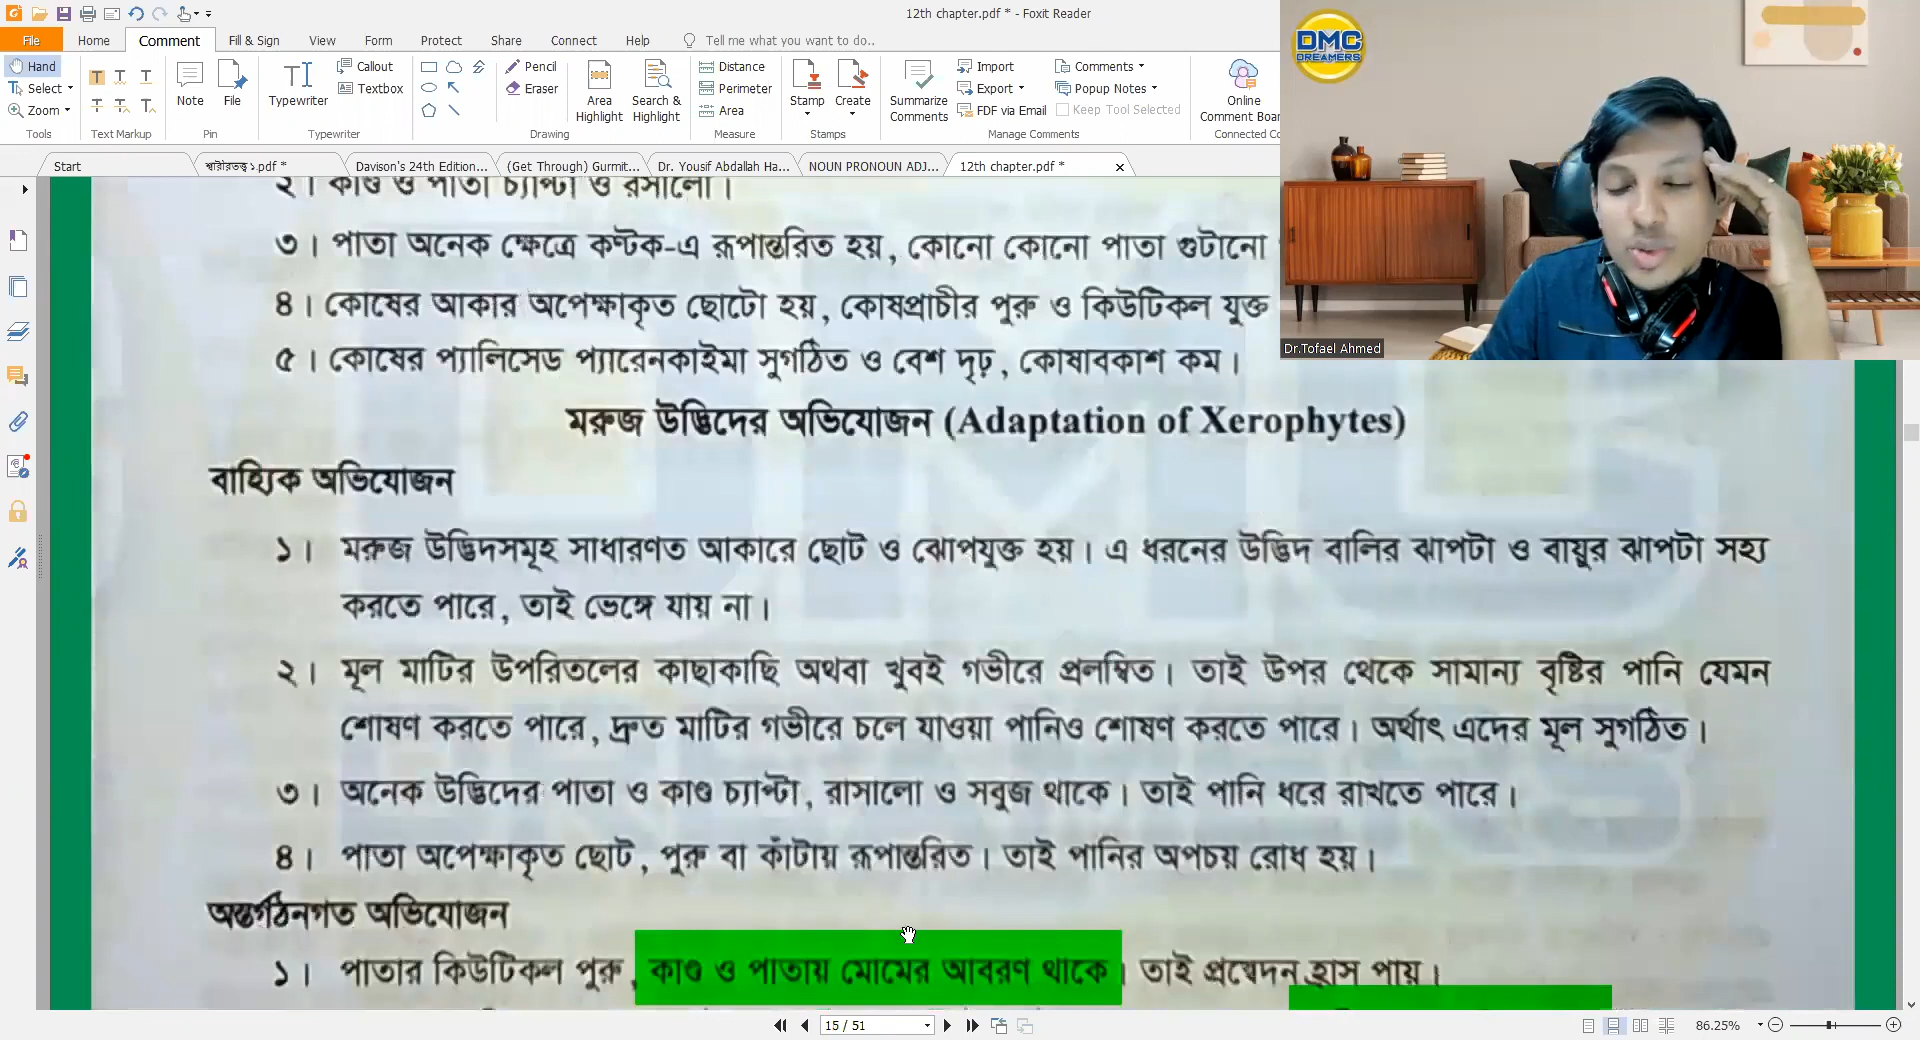 12th chapter.pdf * - Foxit Reader
File Home Comment Fill & Sign View Form Protect Share Connect Help Tell me what you want to do..
Hand
Select
Zoom
Tools
Text Markup
Note
File
Pin
Typewriter
Callout
Textbox
Typewriter
Pencil
Eraser
Area Highlight
Search & Highlight
Drawing
Distance
Perimeter
Area
Measure
Stamp
Create
Stamps
Summarize Comments
Import
Export
FDF via Email
Comments
Popup Notes
Keep Tool Selected
Manage Comments
Online
Comment Boar
Connected Co
DMC
DREAMERS
Dr.Tofael Ahmed
Start
শারীরতত্ত্ব ১.pdf *
Davison's 24th Edition...
(Get Through) Gurmit...
Dr. Yousif Abdallah Ha...
NOUN PRONOUN ADJ...
12th chapter.pdf *
২। কাণ্ড ও পাতা চ্যাপ্টা ও রসালো।
৩। পাতা অনেক ক্ষেত্রে কণ্টক-এ রূপান্তরিত হয়, কোনো কোনো পাতা গুটানো
৪। কোষের আকার অপেক্ষাকৃত ছোটো হয়, কোষপ্রাচীর পুরু ও কিউটিকল যুক্ত
৫। কোষের প্যালিসেড প্যারেনকাইমা সুগঠিত ও বেশ দৃঢ়, কোষাবকাশ কম।
মরুজ উদ্ভিদের অভিযোজন (Adaptation of Xerophytes)
বাহ্যিক অভিযোজন
১। মরুজ উদ্ভিদসমূহ সাধারণত আকারে ছোট ও ঝোপযুক্ত হয়। এ ধরনের উদ্ভিদ বালির ঝাপটা ও বায়ুর ঝাপটা সহ্য
করতে পারে, তাই ভেঙ্গে যায় না।
২। মূল মাটির উপরিতলের কাছাকাছি অথবা খুবই গভীরে প্রলম্বিত। তাই উপর থেকে সামান্য বৃষ্টির পানি যেমন
শোষণ করতে পারে, দ্রুত মাটির গভীরে চলে যাওয়া পানিও শোষণ করতে পারে। অর্থাৎ এদের মূল সুগঠিত।
৩। অনেক উদ্ভিদের পাতা ও কাণ্ড চ্যাপ্টা, রাসালো ও সবুজ থাকে। তাই পানি ধরে রাখতে পারে।
৪। পাতা অপেক্ষাকৃত ছোট, পুরু বা কাঁটায় রূপান্তরিত। তাই পানির অপচয় রোধ হয়।
অন্তর্গঠনগত অভিযোজন
১। পাতার কিউটিকল পুরু, কাণ্ড ও পাতায় মোমের আবরণ থাকে। তাই প্রস্বেদন হ্রাস পায়।
15 / 51
86.25%